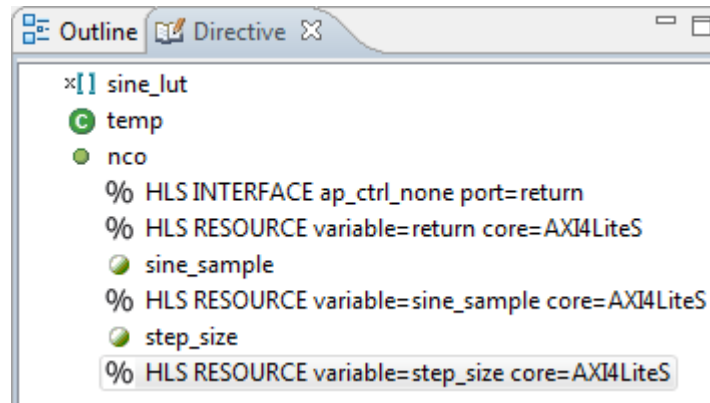 Outline Directive
x[] sine_lut
C temp
nco
% HLS INTERFACE ap_ctrl_none port=return
% HLS RESOURCE variable=return core=AXI4LiteS
sine_sample
% HLS RESOURCE variable=sine_sample core=AXI4LiteS
step_size
% HLS RESOURCE variable=step_size core=AXI4LiteS